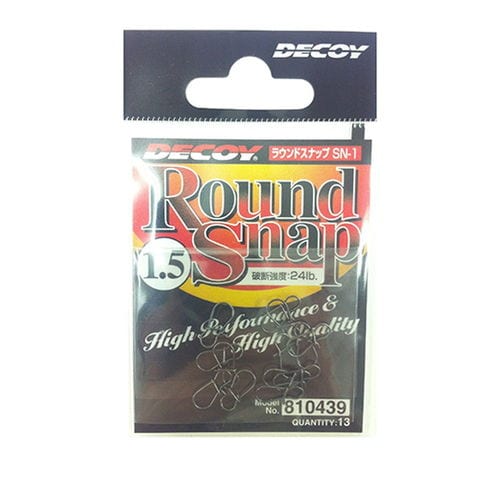 DECOY
DECOY®
ラウンドスナップ SN-1
Round
Snap
1.5
破断強度:24lb.
High Performance &
High Quality
Model
No. 810439
QUANTITY:13